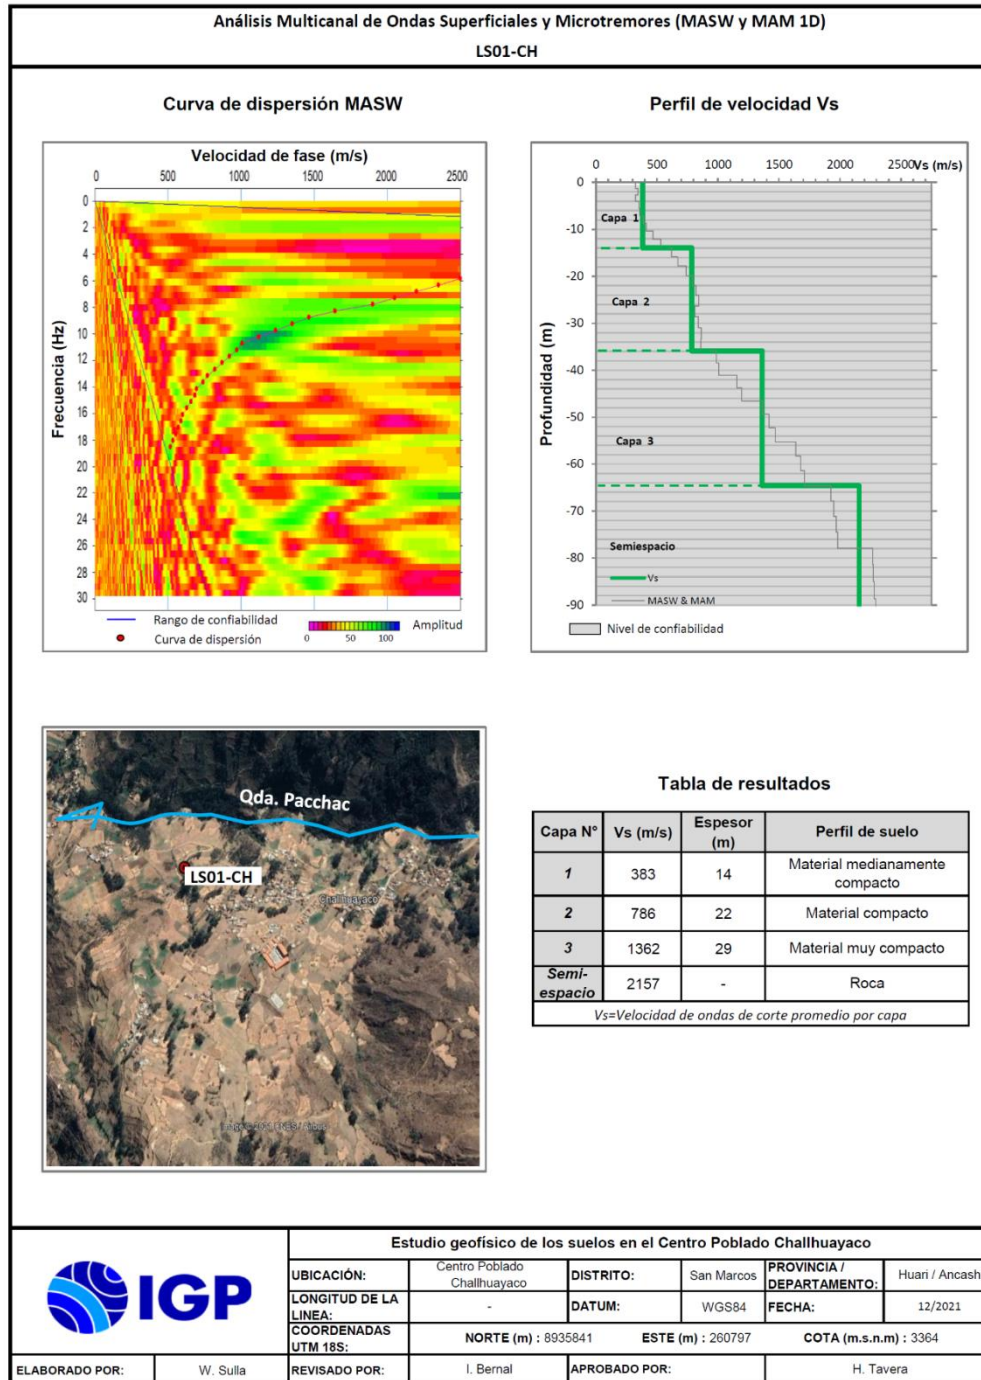 Análisis Multicanal de Ondas Superficiales y Microtremores (MASW y MAM 1D)
LS01-CH
Curva de dispersión MASW
Velocidad de fase (m/s)
0 500 1000 1500 2000 2500
Frecuencia (Hz)
0
2
4
6
8
10
12
14
16
18
20
22
24
26
28
30
0 500 1000 1500 2000 2500
Rango de confiabilidad
Curva de dispersión
0 50 100
Amplitud
Perfil de velocidad Vs
0 500 1000 1500 2000 2500 Vs (m/s)
Profundidad (m)
0
-10
-20
-30
-40
-50
-60
-70
-80
-90
Capa 1
Capa 2
Capa 3
Semiespacio
Vs
MASW & MAM
Nivel de confiabilidad
Qda. Pacchac
LS01-CH
Challhuayaco
Tabla de resultados
Capa N° Vs (m/s) Espesor (m) Perfil de suelo
1 383 14 Material medianamente compacto
2 786 22 Material compacto
3 1362 29 Material muy compacto
Semi-espacio 2157 - Roca
Vs=Velocidad de ondas de corte promedio por capa
IGP
Estudio geofísico de los suelos en el Centro Poblado Challhuayaco
UBICACIÓN: Centro Poblado Challhuayaco DISTRITO: San Marcos PROVINCIA / DEPARTAMENTO: Huari / Ancash
LONGITUD DE LA LINEA: - DATUM: WGS84 FECHA: 12/2021
COORDENADAS UTM 18S: NORTE (m) : 8935841 ESTE (m) : 260797 COTA (m.s.n.m) : 3364
ELABORADO POR: W. Sulla REVISADO POR: I. Bernal APROBADO POR: H. Tavera